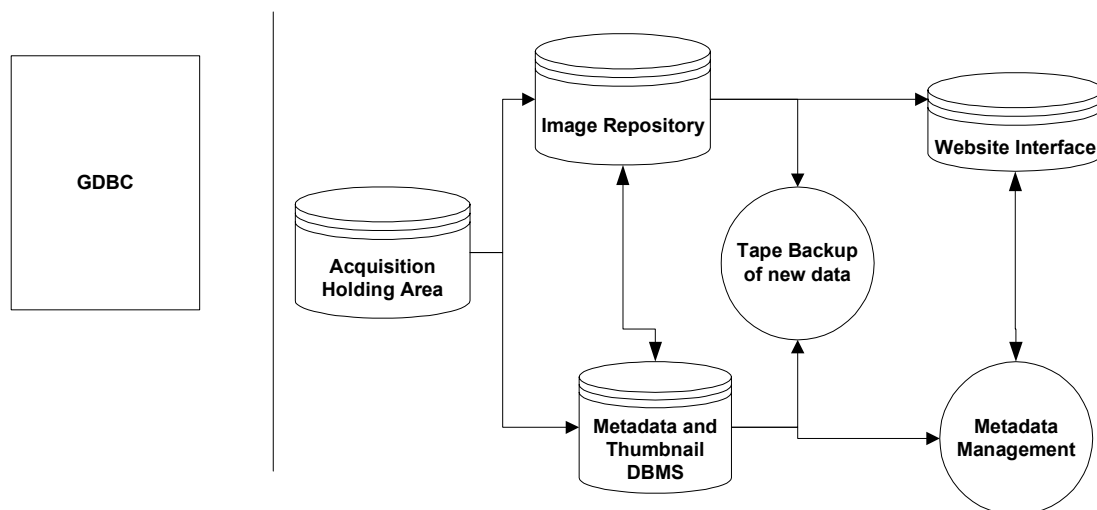 GDBC
Acquisition
Holding Area
Image Repository
Metadata and
Thumbnail
DBMS
Tape Backup
of new data
Website Interface
Metadata
Management